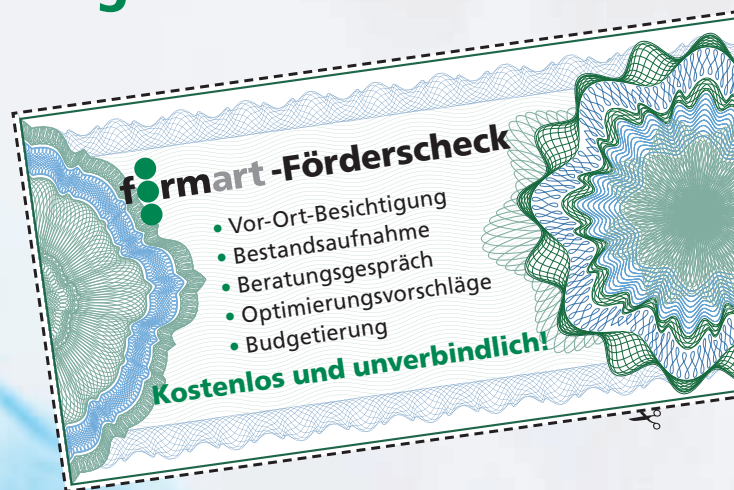 formart-Förderscheck
• Vor-Ort-Besichtigung
• Bestandsaufnahme
• Beratungsgespräch
• Optimierungsvorschläge
• Budgetierung
Kostenlos und unverbindlich!